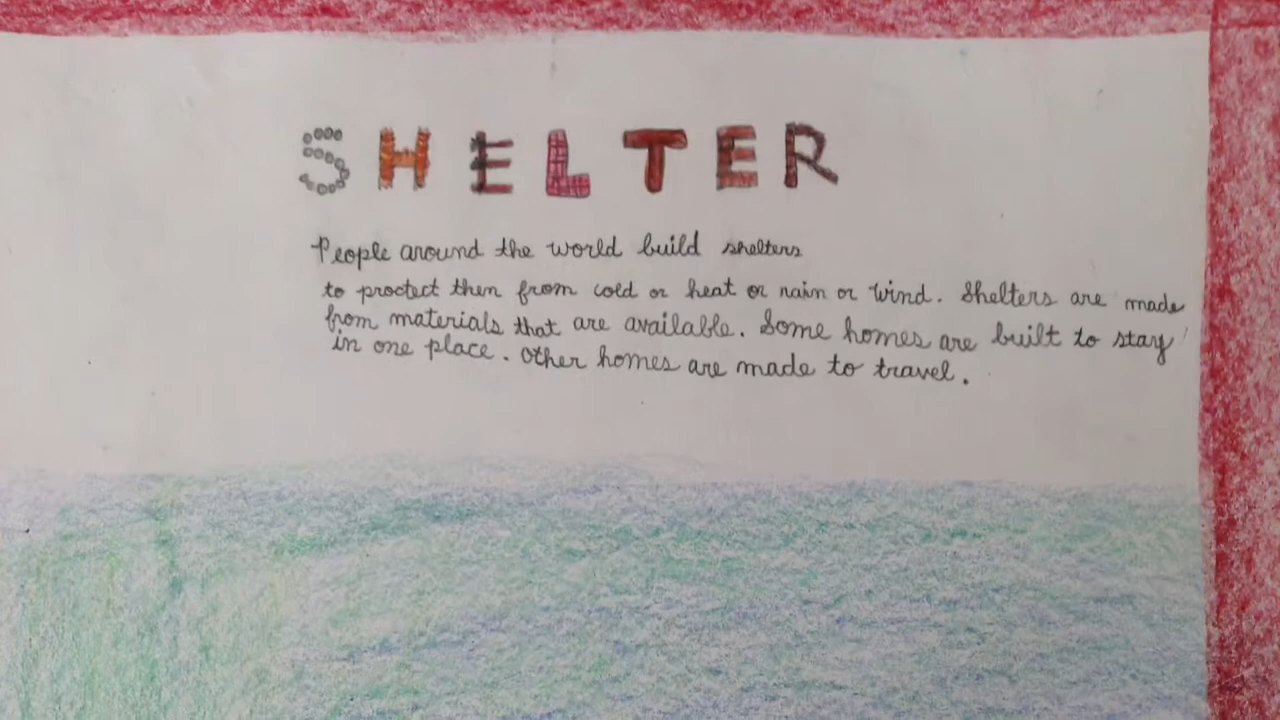 SHELTER
People around the world build shelters
to proctect then from cold or heat or rain or wind. Shelters are made
from materials that are available. Some homes are built to stay
in one place. Other homes are made to travel.